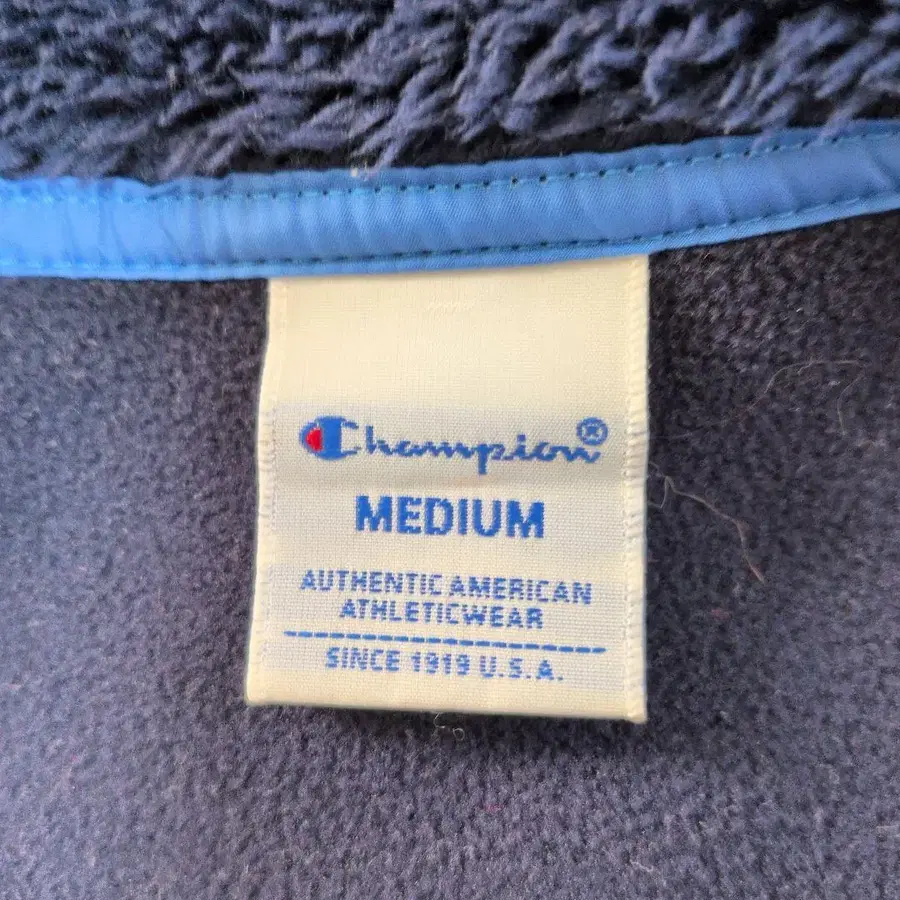 Champion®
MEDIUM
AUTHENTIC AMERICAN
ATHLETICWEAR
SINCE 1919 U.S.A.